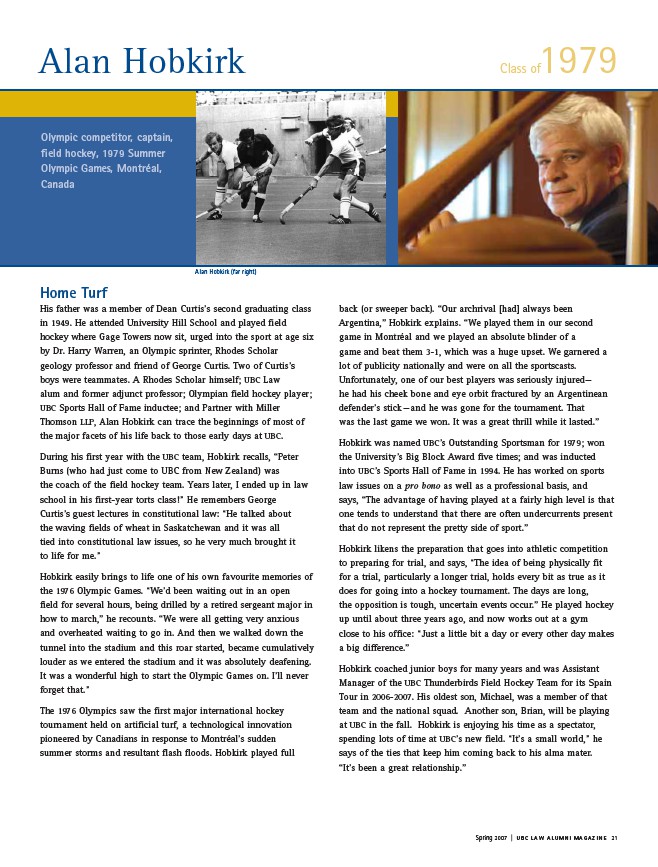 Alan Hobkirk
Class of 1979
Olympic competitor, captain,
field hockey, 1979 Summer
Olympic Games, Montréal,
Canada
Alan Hobkirk (far right)
Home Turf
His father was a member of Dean Curtis's second graduating class
in 1949. He attended University Hill School and played field
hockey where Gage Towers now sit, urged into the sport at age six
by Dr. Harry Warren, an Olympic sprinter, Rhodes Scholar
geology professor and friend of George Curtis. Two of Curtis's
boys were teammates. A Rhodes Scholar himself; UBC Law
alum and former adjunct professor; Olympian field hockey player;
UBC Sports Hall of Fame inductee; and Partner with Miller
Thomson LLP, Alan Hobkirk can trace the beginnings of most of
the major facets of his life back to those early days at UBC.
During his first year with the UBC team, Hobkirk recalls, "Peter
Burns (who had just come to UBC from New Zealand) was
the coach of the field hockey team. Years later, I ended up in law
school in his first-year torts class!" He remembers George
Curtis's guest lectures in constitutional law: "He talked about
the waving fields of wheat in Saskatchewan and it was all
tied into constitutional law issues, so he very much brought it
to life for me."
Hobkirk easily brings to life one of his own favourite memories of
the 1976 Olympic Games. "We'd been waiting out in an open
field for several hours, being drilled by a retired sergeant major in
how to march," he recounts. "We were all getting very anxious
and overheated waiting to go in. And then we walked down the
tunnel into the stadium and this roar started, became cumulatively
louder as we entered the stadium and it was absolutely deafening.
It was a wonderful high to start the Olympic Games on. I'll never
forget that."
The 1976 Olympics saw the first major international hockey
tournament held on artificial turf, a technological innovation
pioneered by Canadians in response to Montréal's sudden
summer storms and resultant flash floods. Hobkirk played full
back (or sweeper back). "Our archrival [had] always been
Argentina," Hobkirk explains. "We played them in our second
game in Montréal and we played an absolute blinder of a
game and beat them 3-1, which was a huge upset. We garnered a
lot of publicity nationally and were on all the sportscasts.
Unfortunately, one of our best players was seriously injured—
he had his cheek bone and eye orbit fractured by an Argentinean
defender's stick—and he was gone for the tournament. That
was the last game we won. It was a great thrill while it lasted."
Hobkirk was named UBC's Outstanding Sportsman for 1979; won
the University's Big Block Award five times; and was inducted
into UBC's Sports Hall of Fame in 1994. He has worked on sports
law issues on a pro bono as well as a professional basis, and
says, "The advantage of having played at a fairly high level is that
one tends to understand that there are often undercurrents present
that do not represent the pretty side of sport."
Hobkirk likens the preparation that goes into athletic competition
to preparing for trial, and says, "The idea of being physically fit
for a trial, particularly a longer trial, holds every bit as true as it
does for going into a hockey tournament. The days are long,
the opposition is tough, uncertain events occur." He played hockey
up until about three years ago, and now works out at a gym
close to his office: "Just a little bit a day or every other day makes
a big difference."
Hobkirk coached junior boys for many years and was Assistant
Manager of the UBC Thunderbirds Field Hockey Team for its Spain
Tour in 2006-2007. His oldest son, Michael, was a member of that
team and the national squad. Another son, Brian, will be playing
at UBC in the fall. Hobkirk is enjoying his time as a spectator,
spending lots of time at UBC's new field. "It's a small world," he
says of the ties that keep him coming back to his alma mater.
"It's been a great relationship."
Spring 2007 | UBC LAW ALUMNI MAGAZINE 21